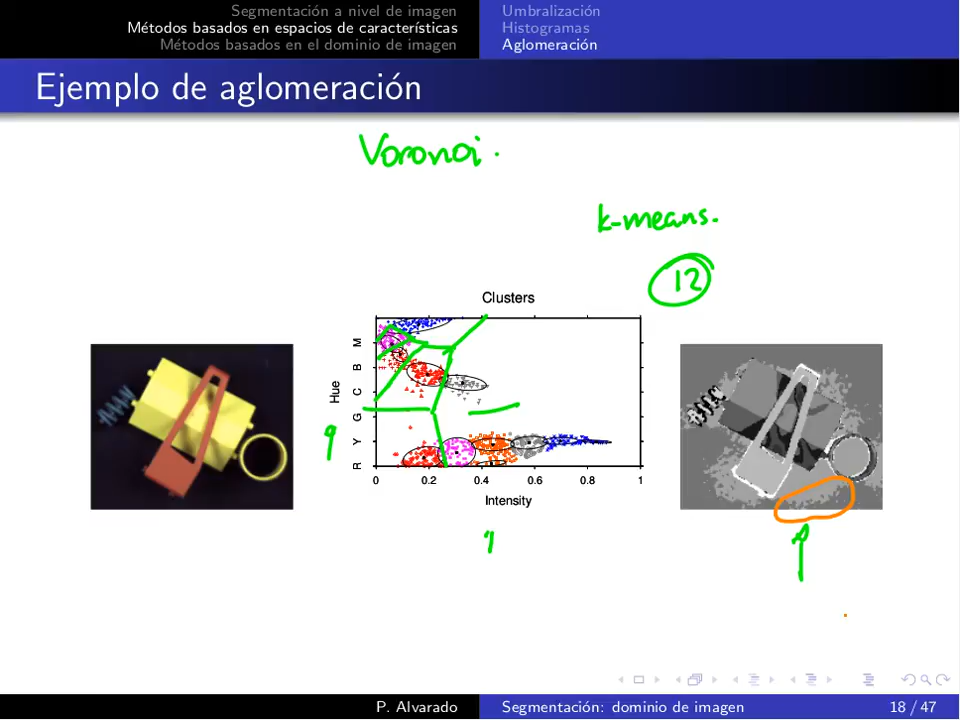 Segmentación a nivel de imagen
Métodos basados en espacios de características
Métodos basados en el dominio de imagen
Umbralización
Histogramas
Aglomeración
Ejemplo de aglomeración
Voronoi.
k-means.
12
Clusters
Hue
M
B
C
G
Y
R
0 0.2 0.4 0.6 0.8 1
Intensity
P. Alvarado
Segmentación: dominio de imagen
18 / 47